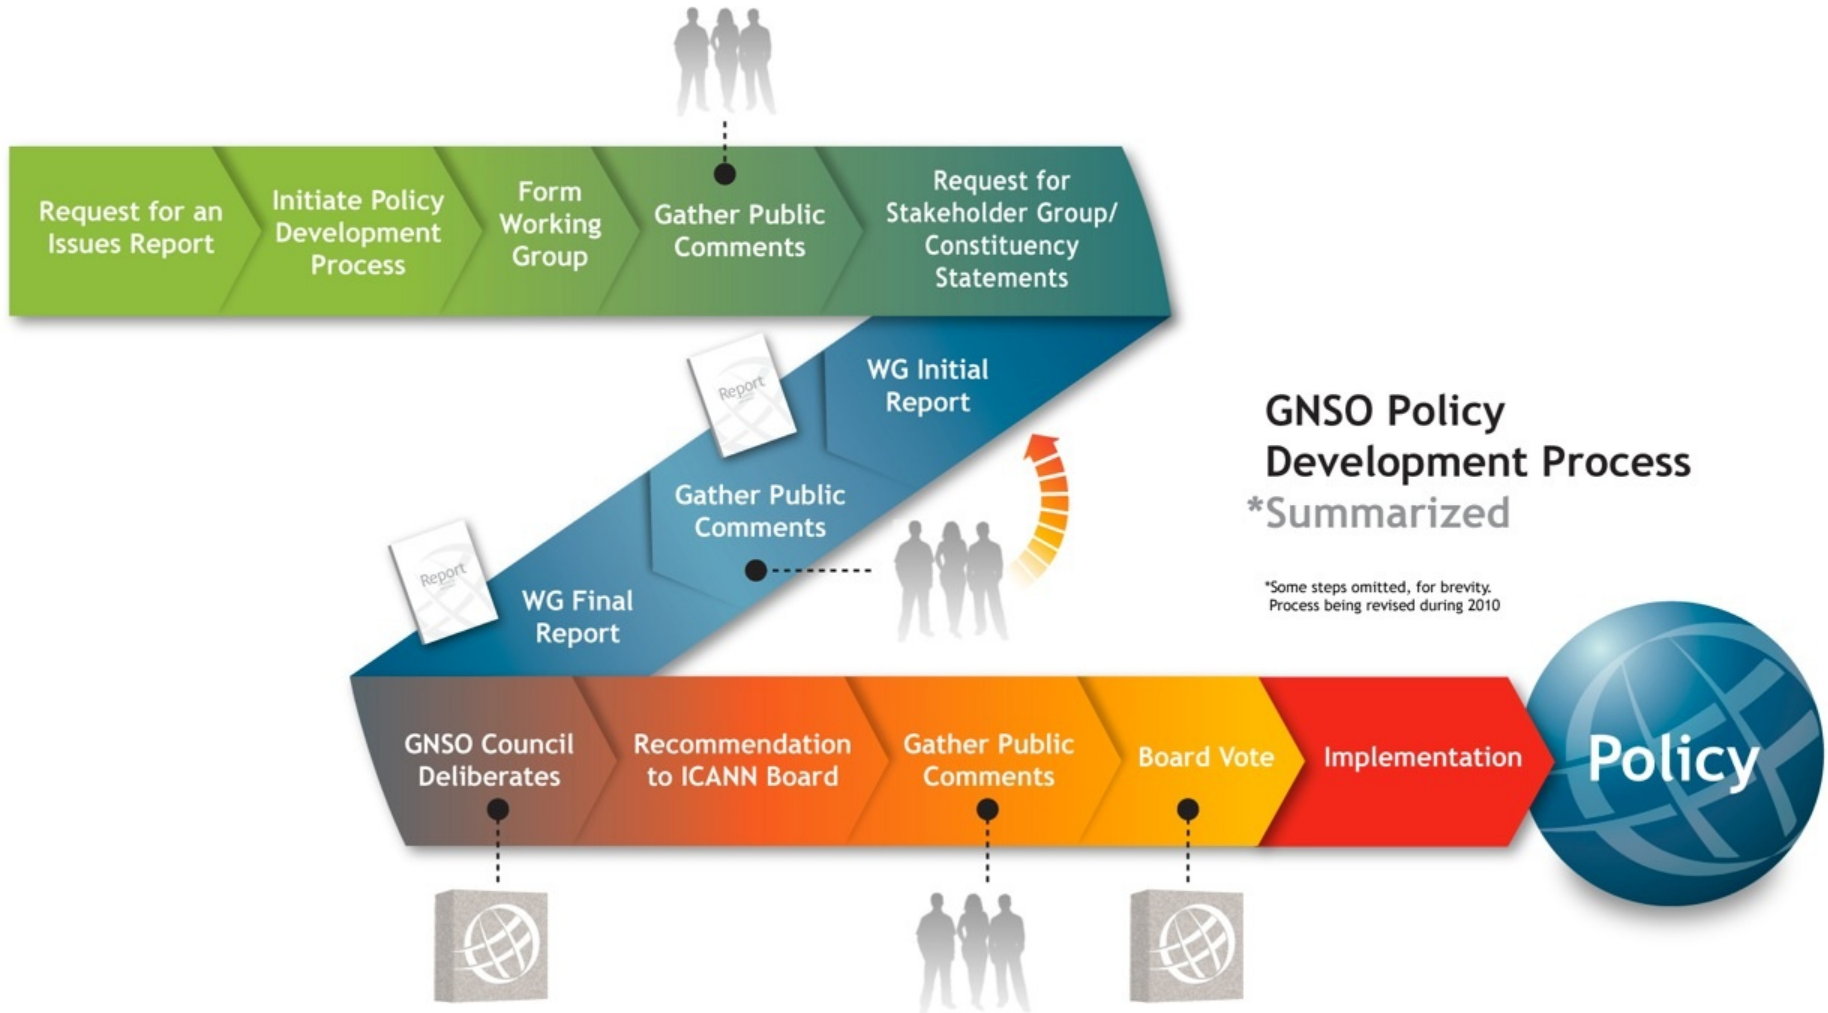 Request for an
Issues Report
Initiate Policy
Development
Process
Form
Working
Group
Gather Public
Comments
Request for
Stakeholder Group/
Constituency
Statements
WG Initial
Report
Report
Gather Public
Comments
Report
WG Final
Report
GNSO Policy
Development Process
*Summarized
*Some steps omitted, for brevity.
Process being revised during 2010
GNSO Council
Deliberates
Recommendation
to ICANN Board
Gather Public
Comments
Board Vote
Implementation
Policy